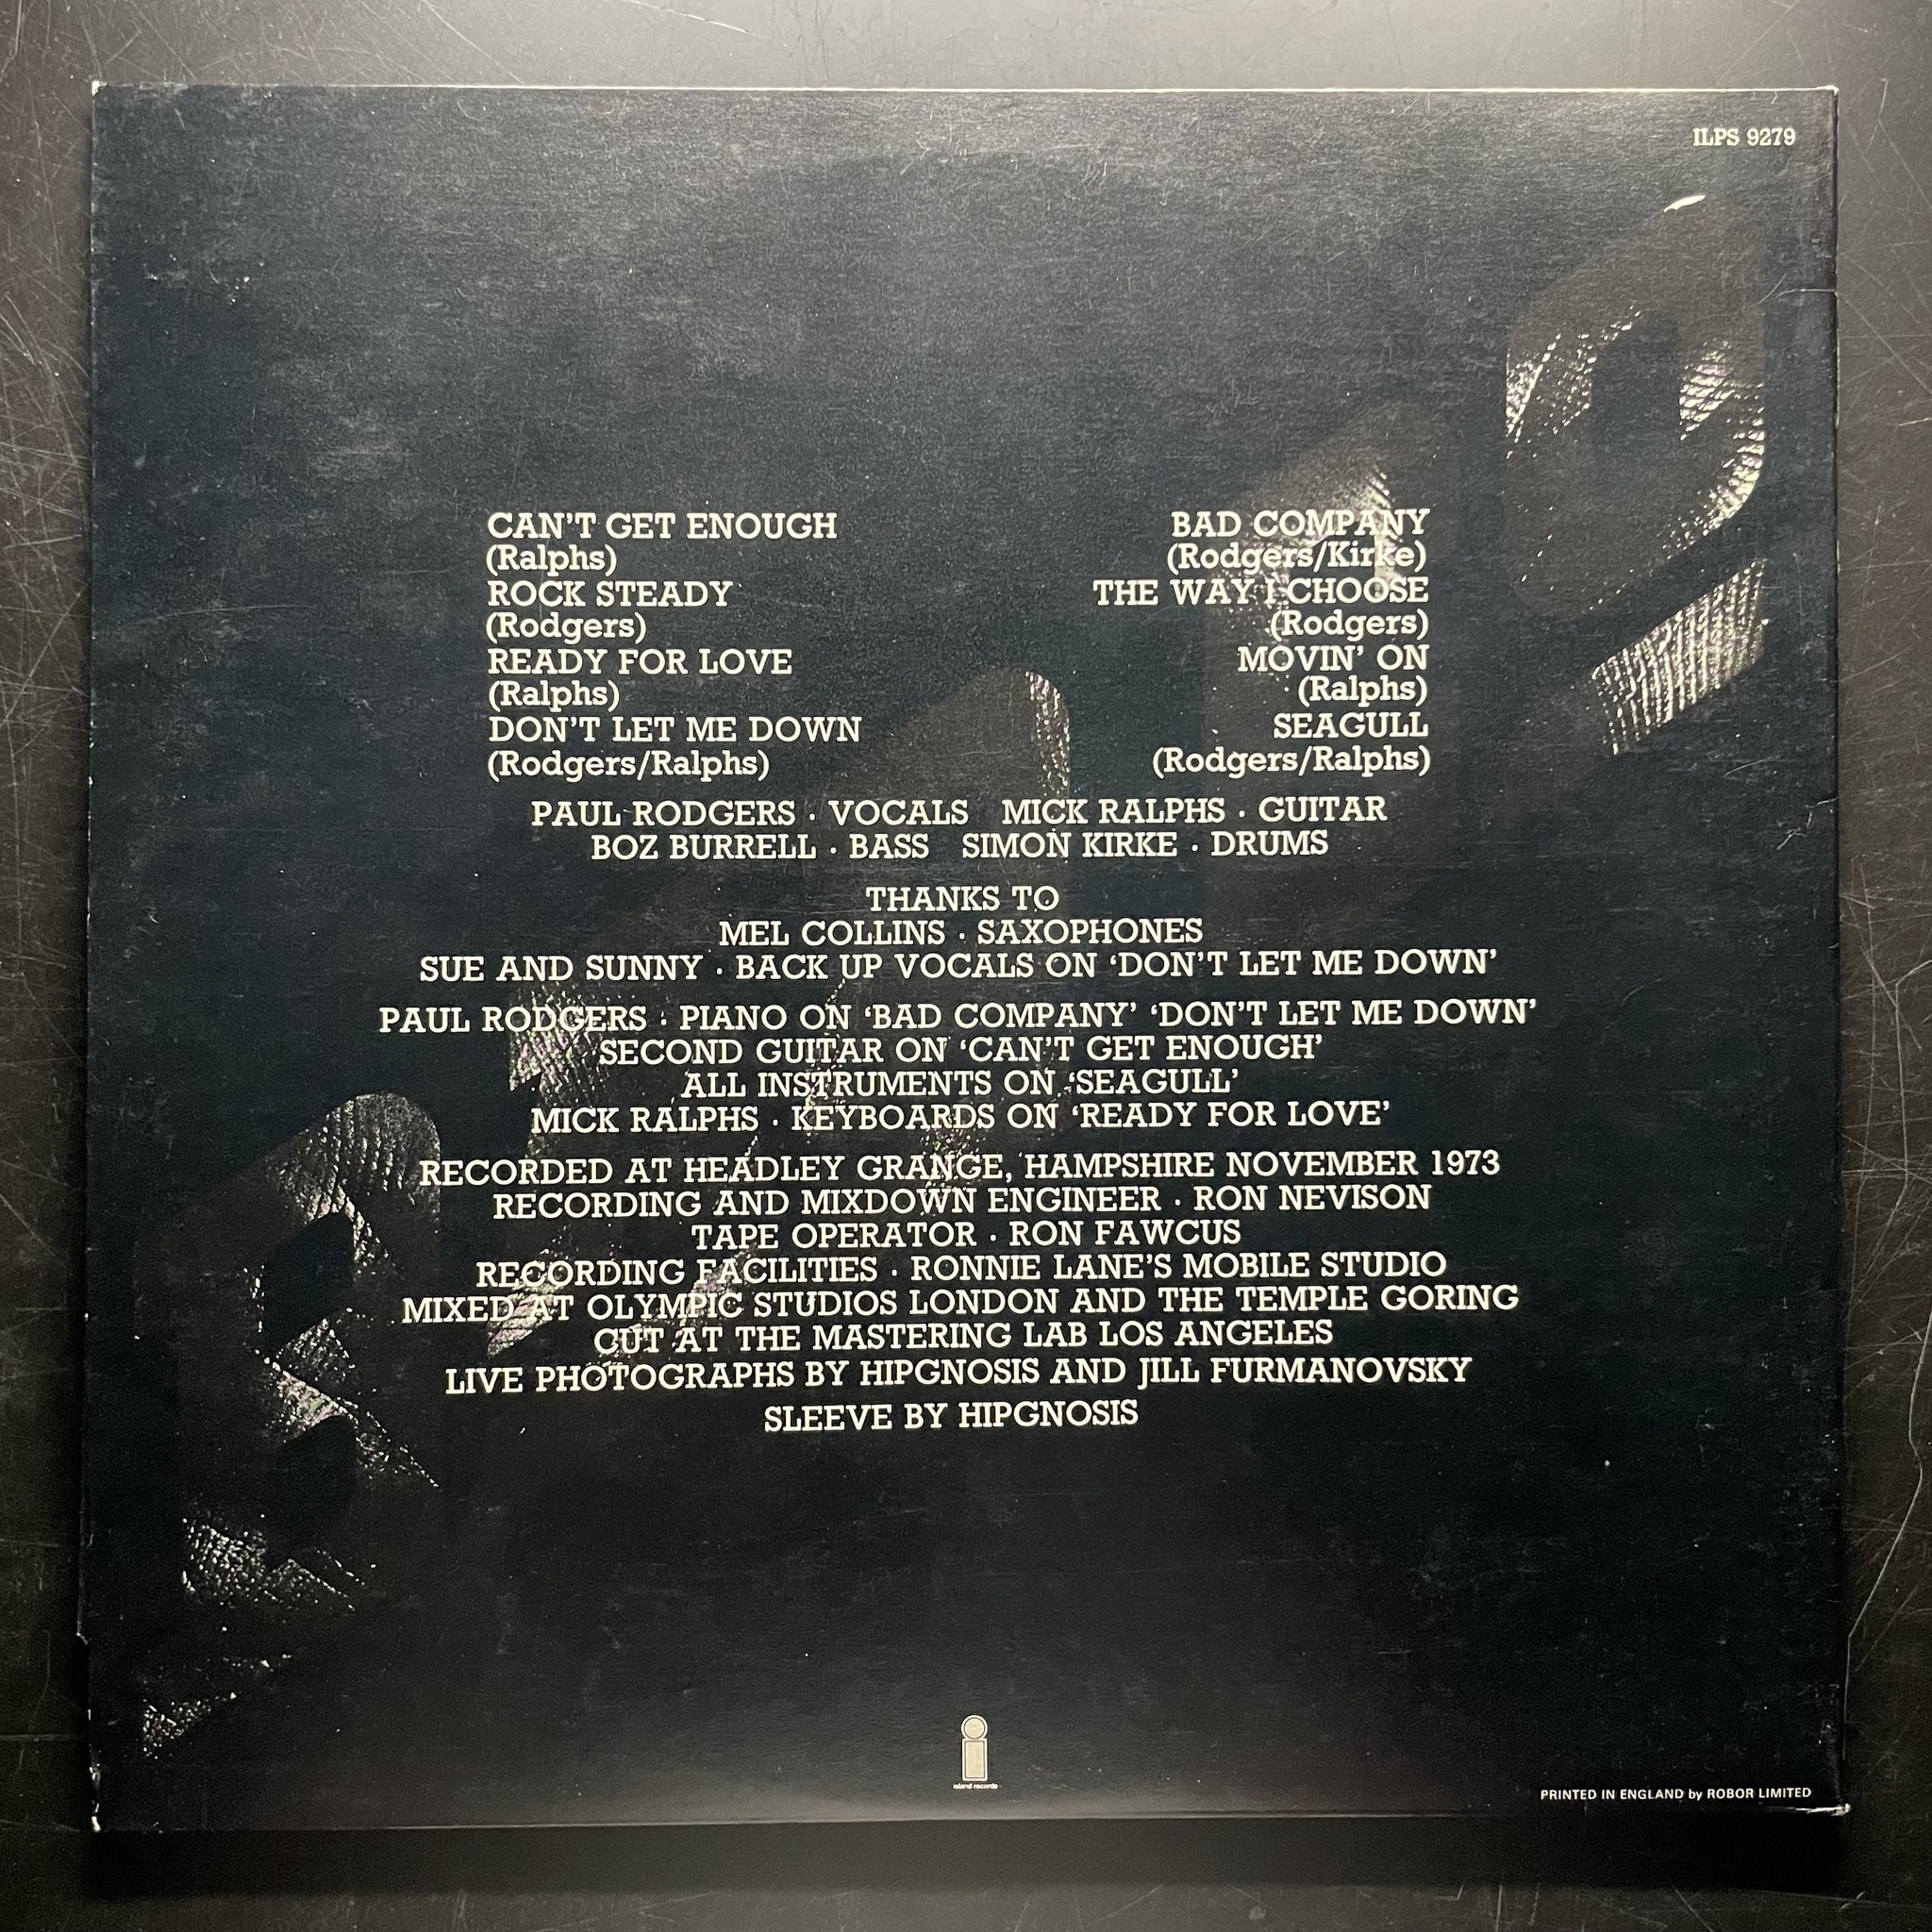 ILPS 9279
CAN'T GET ENOUGH
(Ralphs)
ROCK STEADY
(Rodgers)
READY FOR LOVE
(Ralphs)
DON'T LET ME DOWN
(Rodgers/Ralphs)
BAD COMPANY
(Rodgers/Kirke)
THE WAY I CHOOSE
(Rodgers)
MOVIN' ON
(Ralphs)
SEAGULL
(Rodgers/Ralphs)
PAUL RODGERS · VOCALS MICK RALPHS · GUITAR
BOZ BURRELL · BASS SIMON KIRKE · DRUMS
THANKS TO
MEL COLLINS · SAXOPHONES
SUE AND SUNNY · BACK UP VOCALS ON ‘DON'T LET ME DOWN’
PAUL RODGERS · PIANO ON ‘BAD COMPANY’ ‘DON'T LET ME DOWN’
SECOND GUITAR ON ‘CAN'T GET ENOUGH’
ALL INSTRUMENTS ON ‘SEAGULL’
MICK RALPHS · KEYBOARDS ON ‘READY FOR LOVE’
RECORDED AT HEADLEY GRANGE, HAMPSHIRE NOVEMBER 1973
RECORDING AND MIXDOWN ENGINEER · RON NEVISON
TAPE OPERATOR · RON FAWCUS
RECORDING FACILITIES · RONNIE LANE'S MOBILE STUDIO
MIXED AT OLYMPIC STUDIOS LONDON AND THE TEMPLE GORING
CUT AT THE MASTERING LAB LOS ANGELES
LIVE PHOTOGRAPHS BY HIPGNOSIS AND JILL FURMANOVSKY
SLEEVE BY HIPGNOSIS
island records
PRINTED IN ENGLAND by ROBOR LIMITED